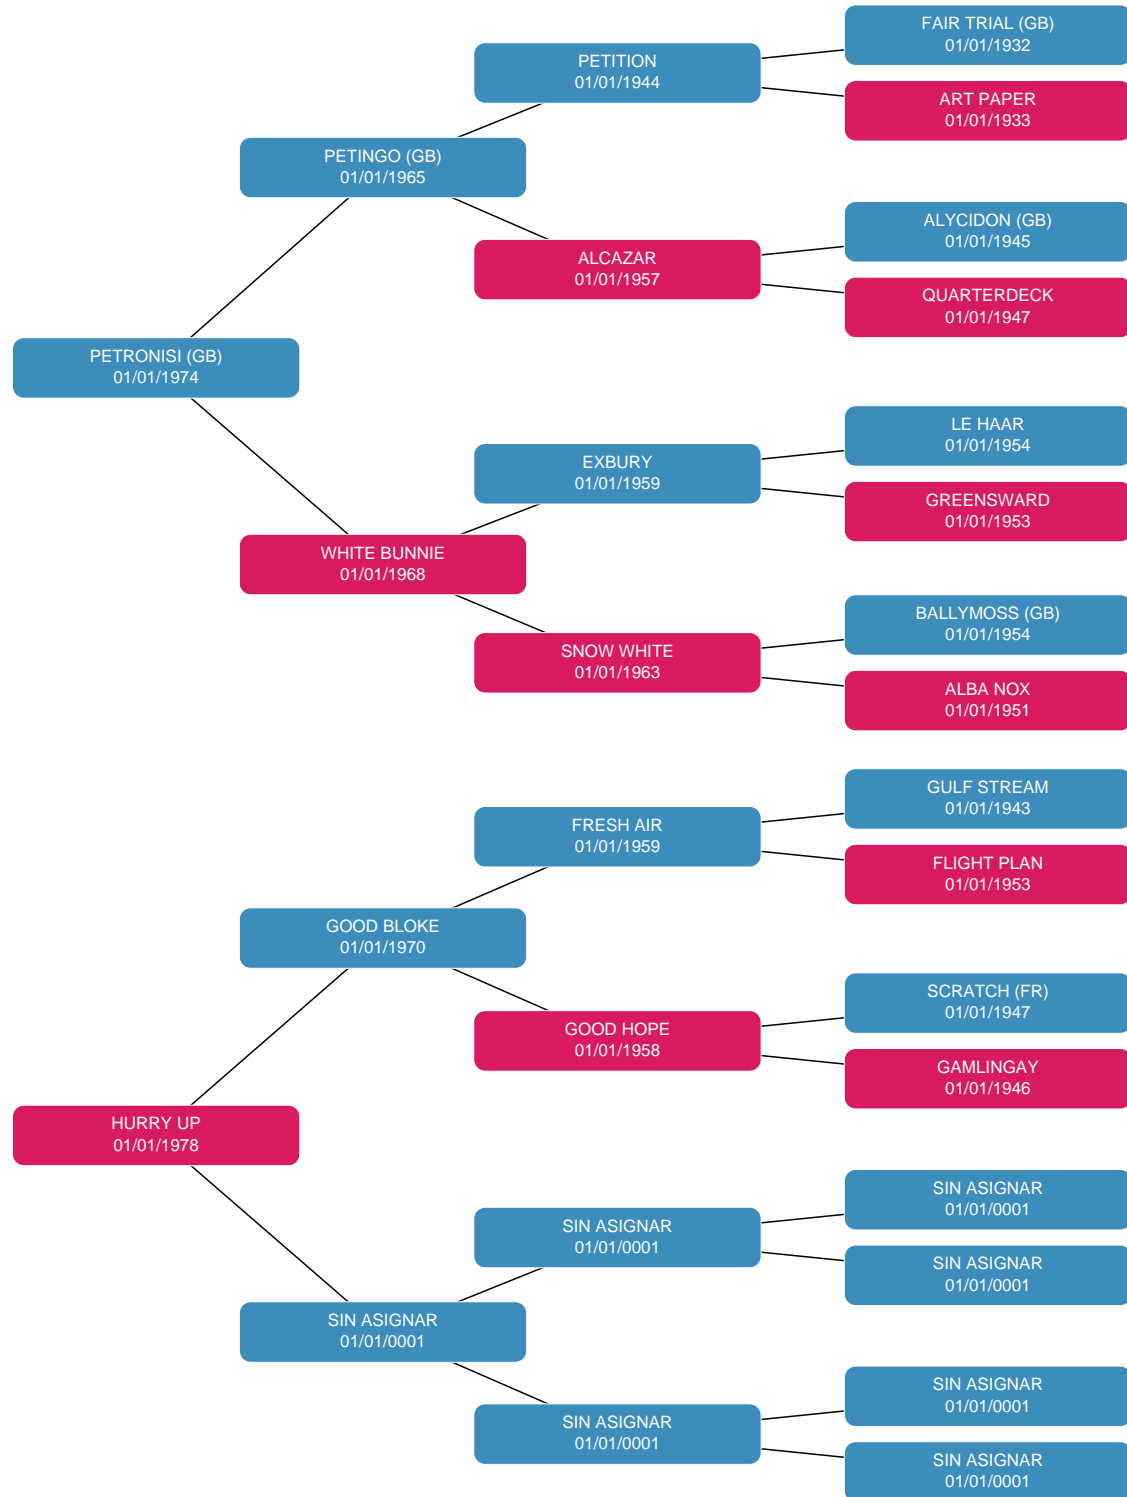 FAIR TRIAL (GB)
01/01/1932
PETITION
01/01/1944
ART PAPER
01/01/1933
PETINGO (GB)
01/01/1965
ALYCIDON (GB)
01/01/1945
ALCAZAR
01/01/1957
QUARTERDECK
01/01/1947
PETRONISI (GB)
01/01/1974
LE HAAR
01/01/1954
EXBURY
01/01/1959
GREENSWARD
01/01/1953
WHITE BUNNIE
01/01/1968
BALLYMOSS (GB)
01/01/1954
SNOW WHITE
01/01/1963
ALBA NOX
01/01/1951
GULF STREAM
01/01/1943
FRESH AIR
01/01/1959
FLIGHT PLAN
01/01/1953
GOOD BLOKE
01/01/1970
SCRATCH (FR)
01/01/1947
GOOD HOPE
01/01/1958
GAMLINGAY
01/01/1946
HURRY UP
01/01/1978
SIN ASIGNAR
01/01/0001
SIN ASIGNAR
01/01/0001
SIN ASIGNAR
01/01/0001
SIN ASIGNAR
01/01/0001
SIN ASIGNAR
01/01/0001
SIN ASIGNAR
01/01/0001
SIN ASIGNAR
01/01/0001